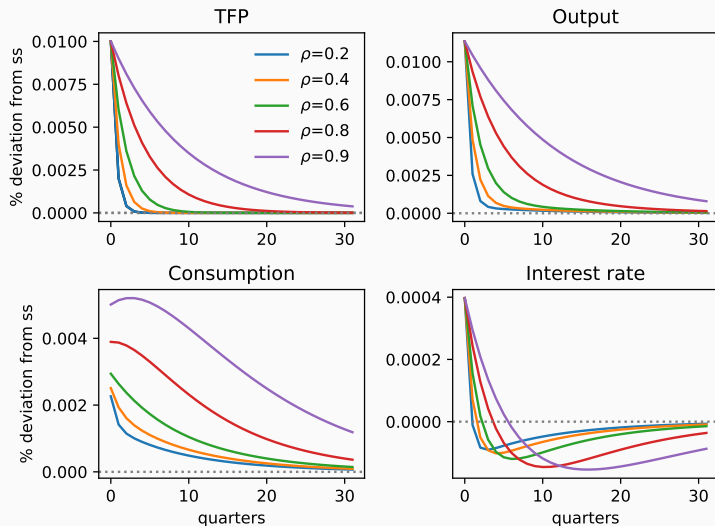 TFP
% deviation from ss
0.0100
0.0075
0.0050
0.0025
0.0000
0
10
20
30
ρ=0.2
ρ=0.4
ρ=0.6
ρ=0.8
ρ=0.9
Output
0.0100
0.0075
0.0050
0.0025
0.0000
0
10
20
30
Consumption
% deviation from ss
0.004
0.002
0.000
0
10
20
30
quarters
Interest rate
0.0004
0.0002
0.0000
0
10
20
30
quarters